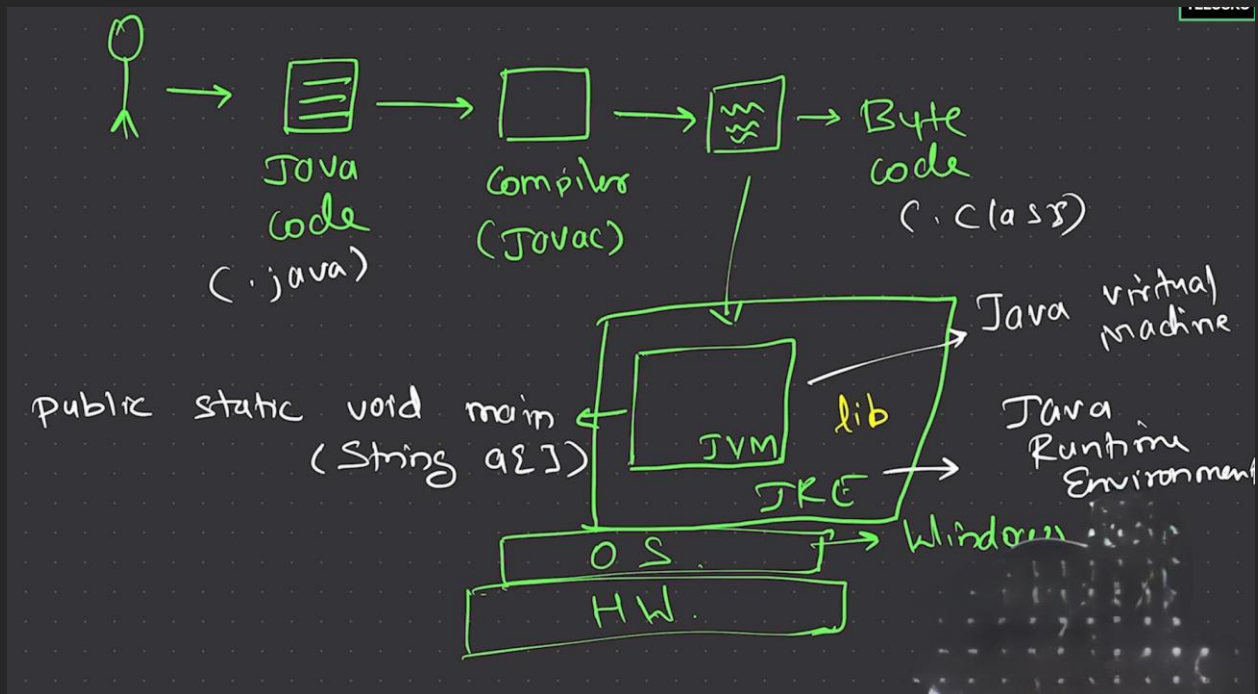 Java
code
(.java)
Compiler
(Javac)
Byte
code
(.class)
Java virtual
machine
public static void main
(String a[])
JVM
lib
JRE
Java
Runtime
Environment
OS.
Windows
HW.